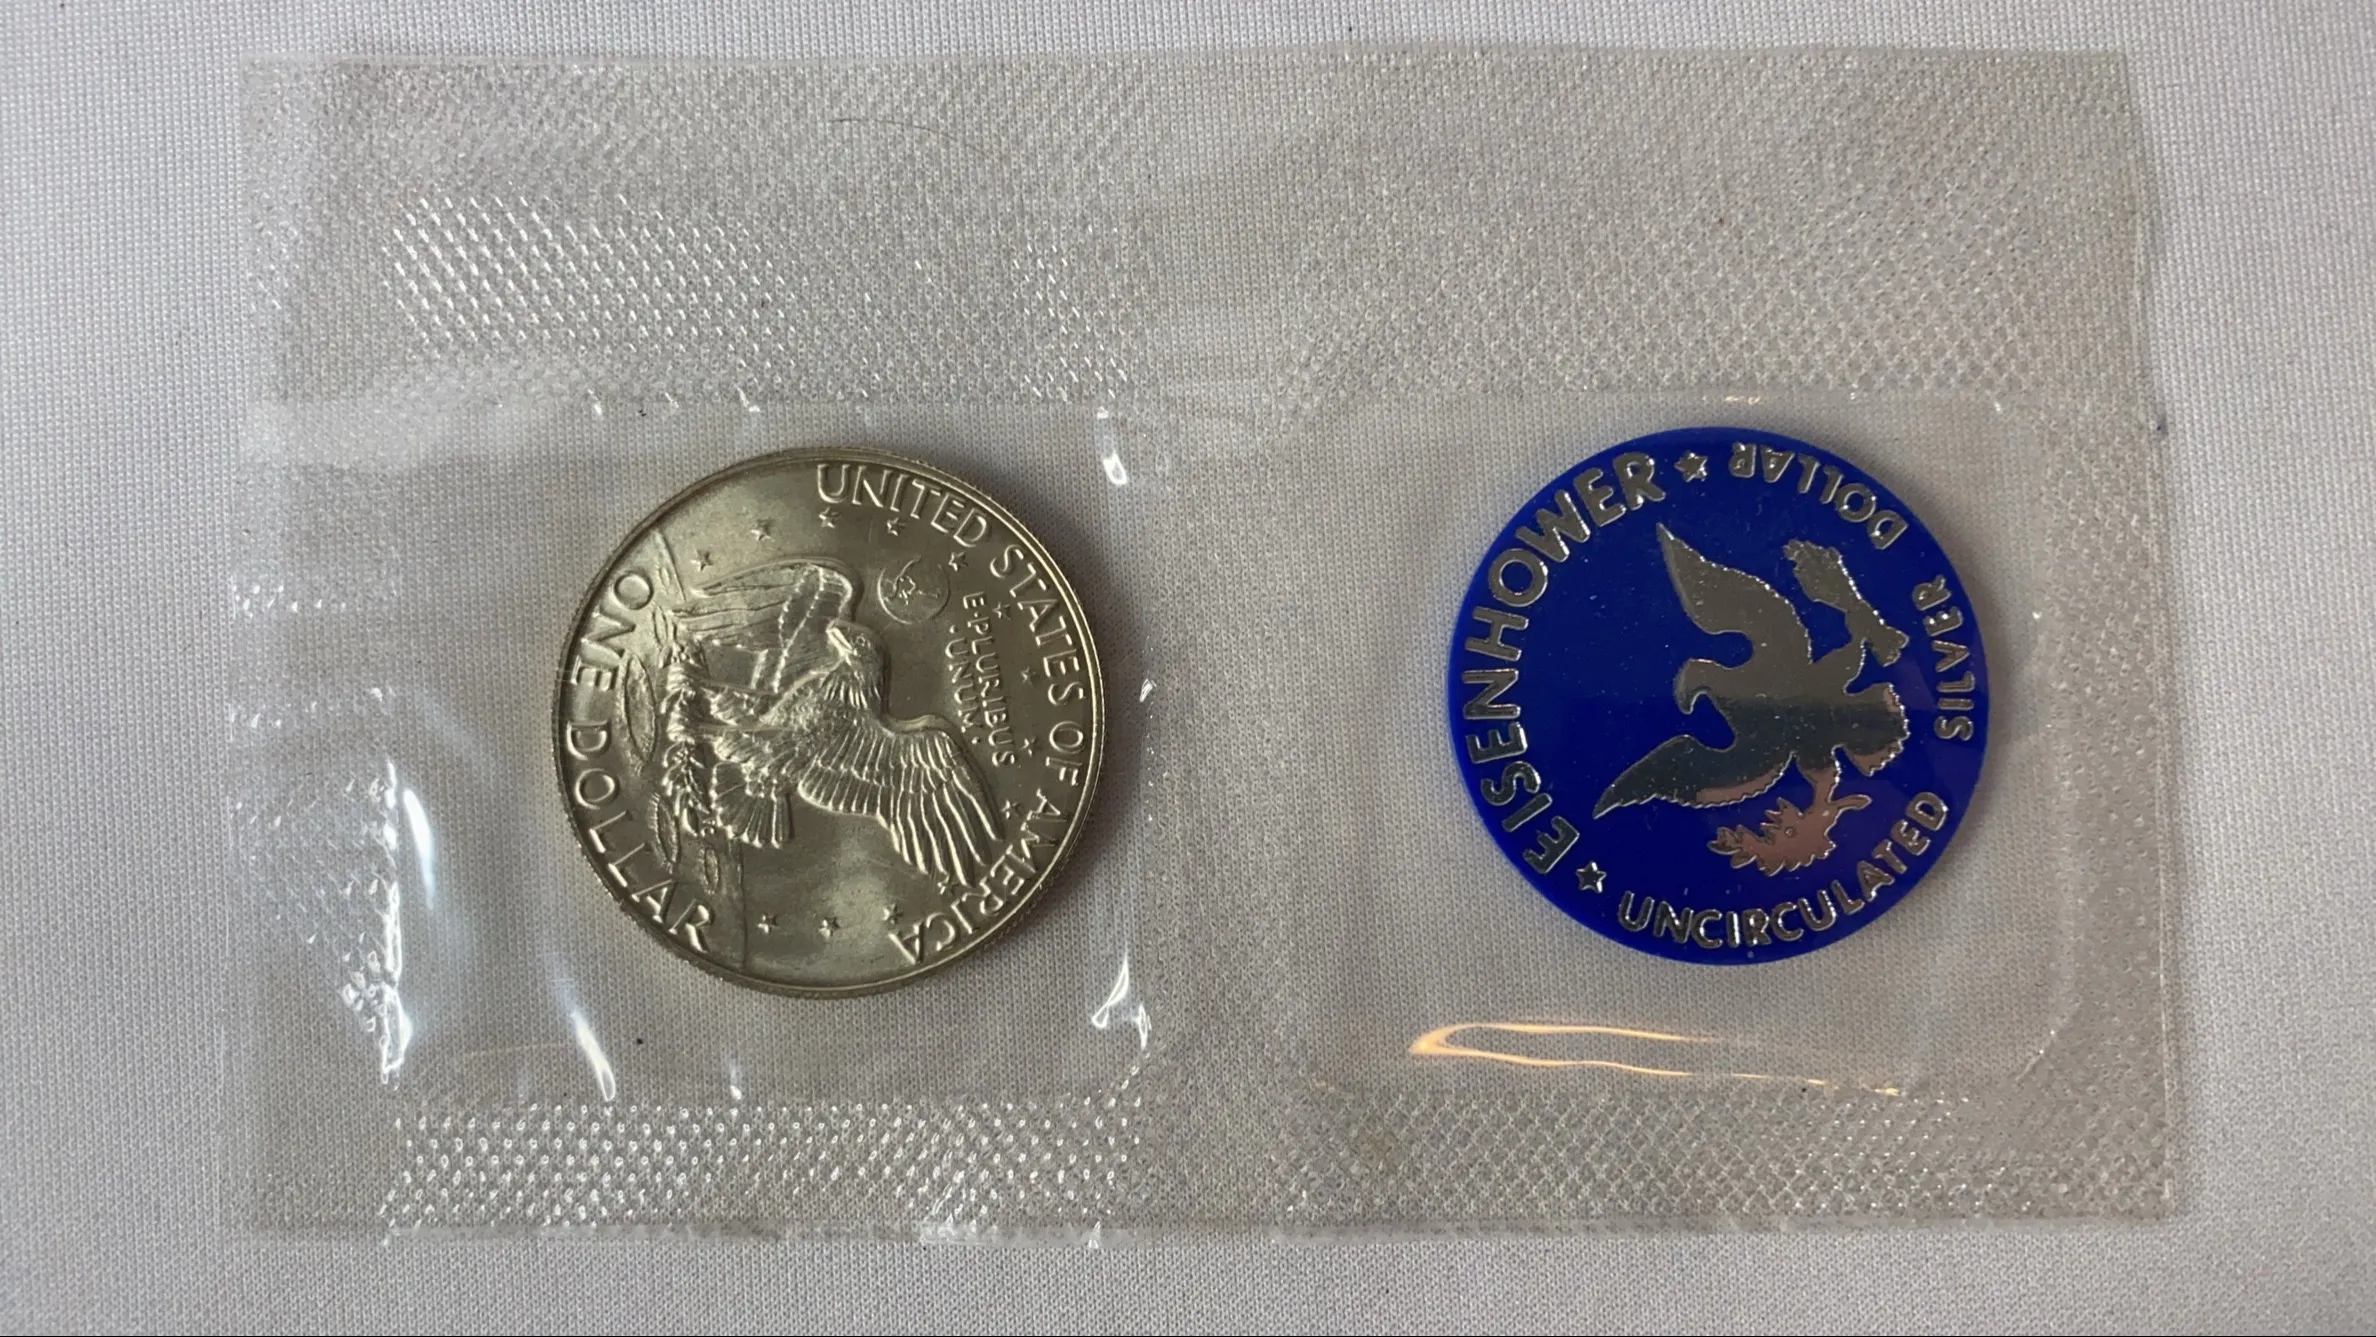 UNITED STATES OF AMERICA
E·PLURIBUS
·UNUM·
ONE DOLLAR
EISENHOWER ★
UNCIRCULATED
SILVER DOLLAR ★